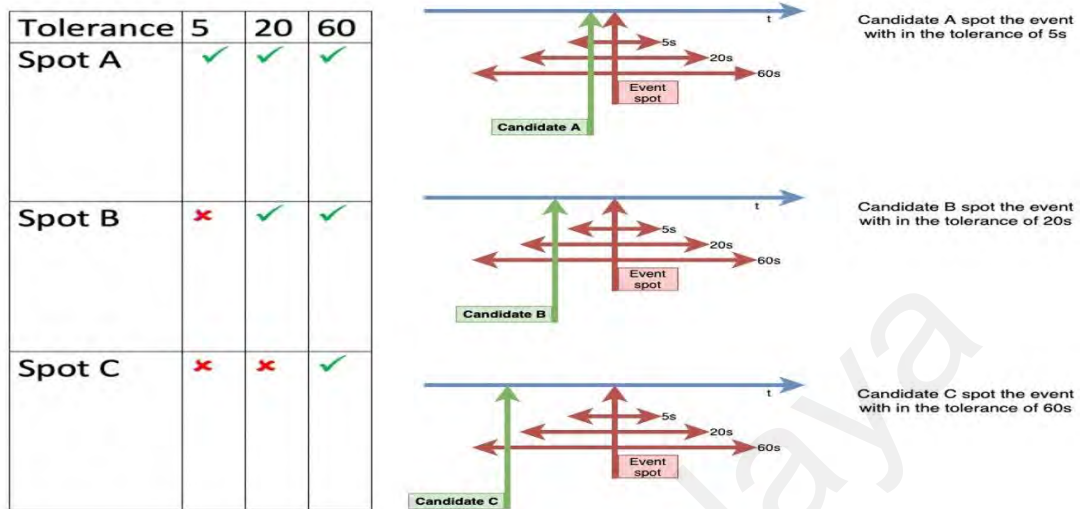 Tolerance 5 20 60
Spot A ✓ ✓ ✓
Spot B ✗ ✓ ✓
Spot C ✗ ✗ ✓
t
5s
20s
60s
Event
spot
Candidate A
Candidate A spot the event
with in the tolerance of 5s
t
5s
20s
60s
Event
spot
Candidate B
Candidate B spot the event
with in the tolerance of 20s
t
5s
20s
60s
Event
spot
Candidate C
Candidate C spot the event
with in the tolerance of 60s
laya